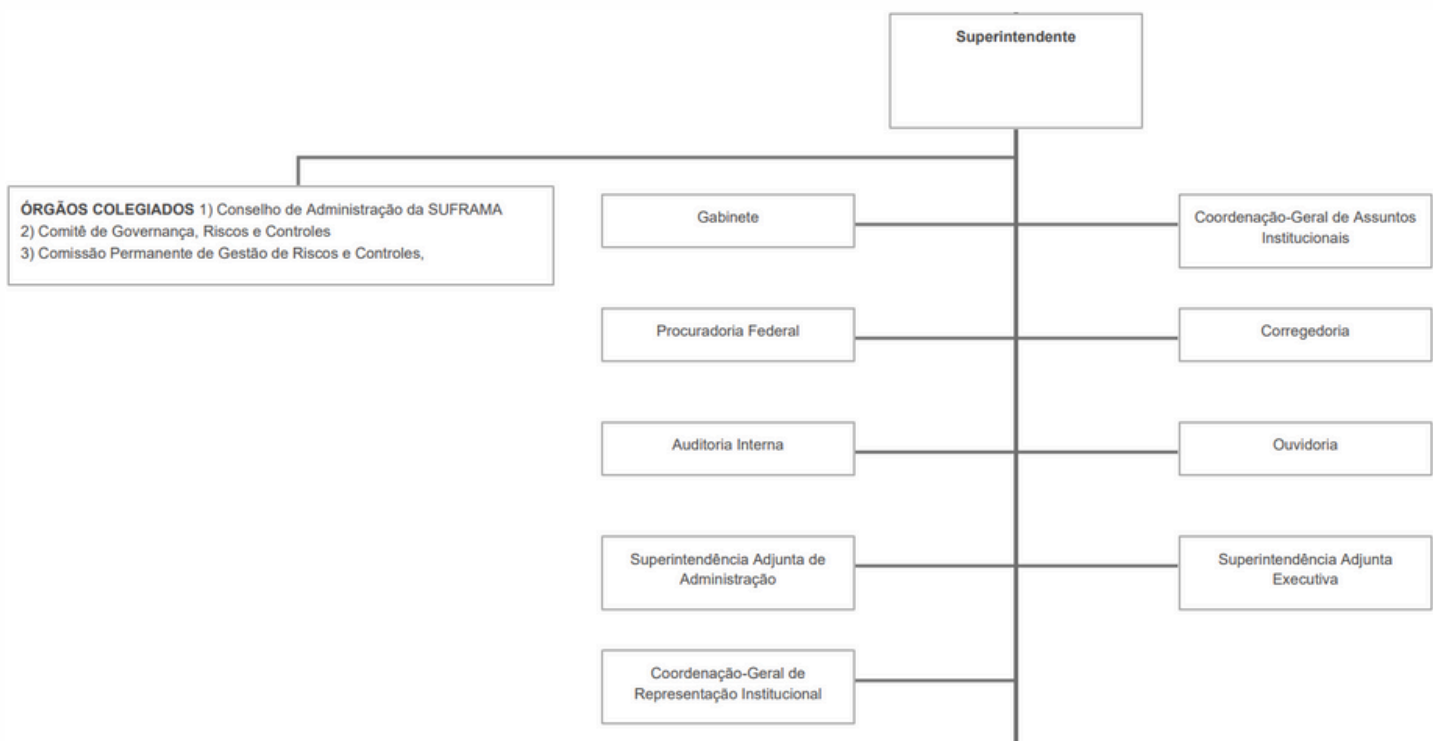 Superintendente
ÓRGÃOS COLEGIADOS 1) Conselho de Administração da SUFRAMA
2) Comitê de Governança, Riscos e Controles
3) Comissão Permanente de Gestão de Riscos e Controles,
Gabinete
Coordenação-Geral de Assuntos
Institucionais
Procuradoria Federal
Corregedoria
Auditoria Interna
Ouvidoria
Superintendência Adjunta de
Administração
Superintendência Adjunta
Executiva
Coordenação-Geral de
Representação Institucional